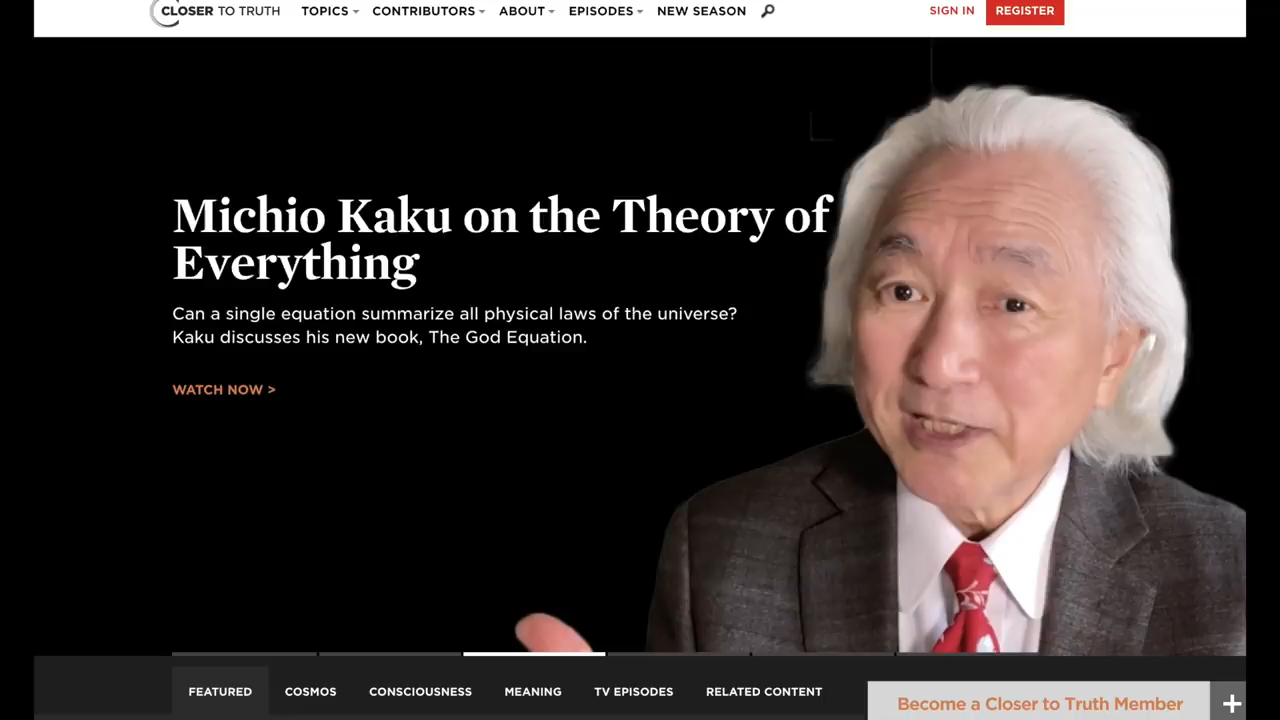 CLOSER TO TRUTH TOPICS CONTRIBUTORS ABOUT EPISODES NEW SEASON SIGN IN REGISTER
Michio Kaku on the Theory of
Everything
Can a single equation summarize all physical laws of the universe?
Kaku discusses his new book, The God Equation.
WATCH NOW >
FEATURED COSMOS CONSCIOUSNESS MEANING TV EPISODES RELATED CONTENT
Become a Closer to Truth Member +